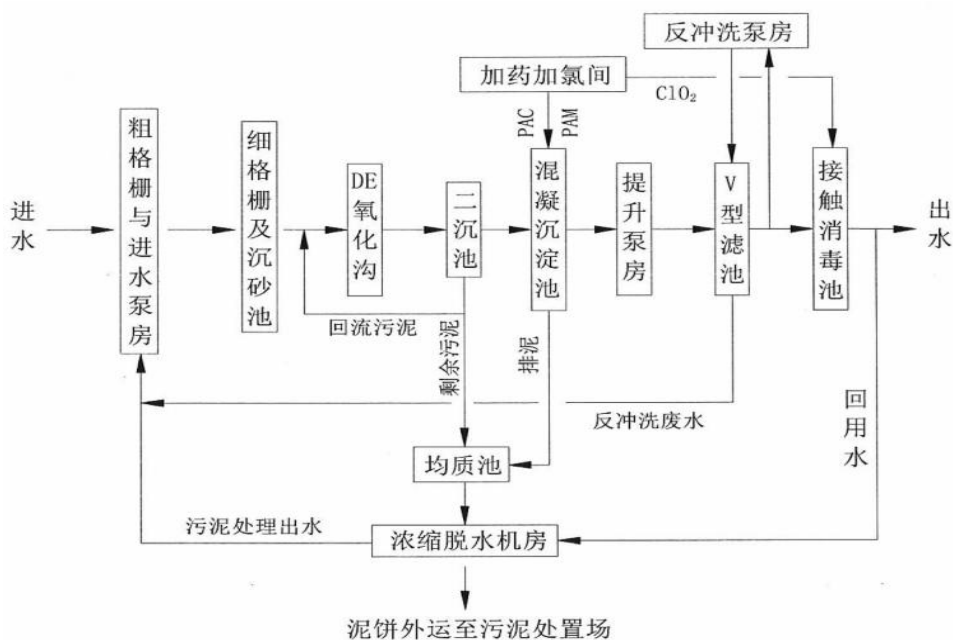 反冲洗泵房
加药加氯间
ClO₂
PAC
PAM
进水
粗格栅与进水泵房
细格栅及沉砂池
DE氧化沟
二沉池
混凝沉淀池
提升泵房
V型滤池
接触消毒池
出水
回流污泥
剩余污泥
排泥
反冲洗废水
回用水
均质池
污泥处理出水
浓缩脱水机房
泥饼外运至污泥处置场